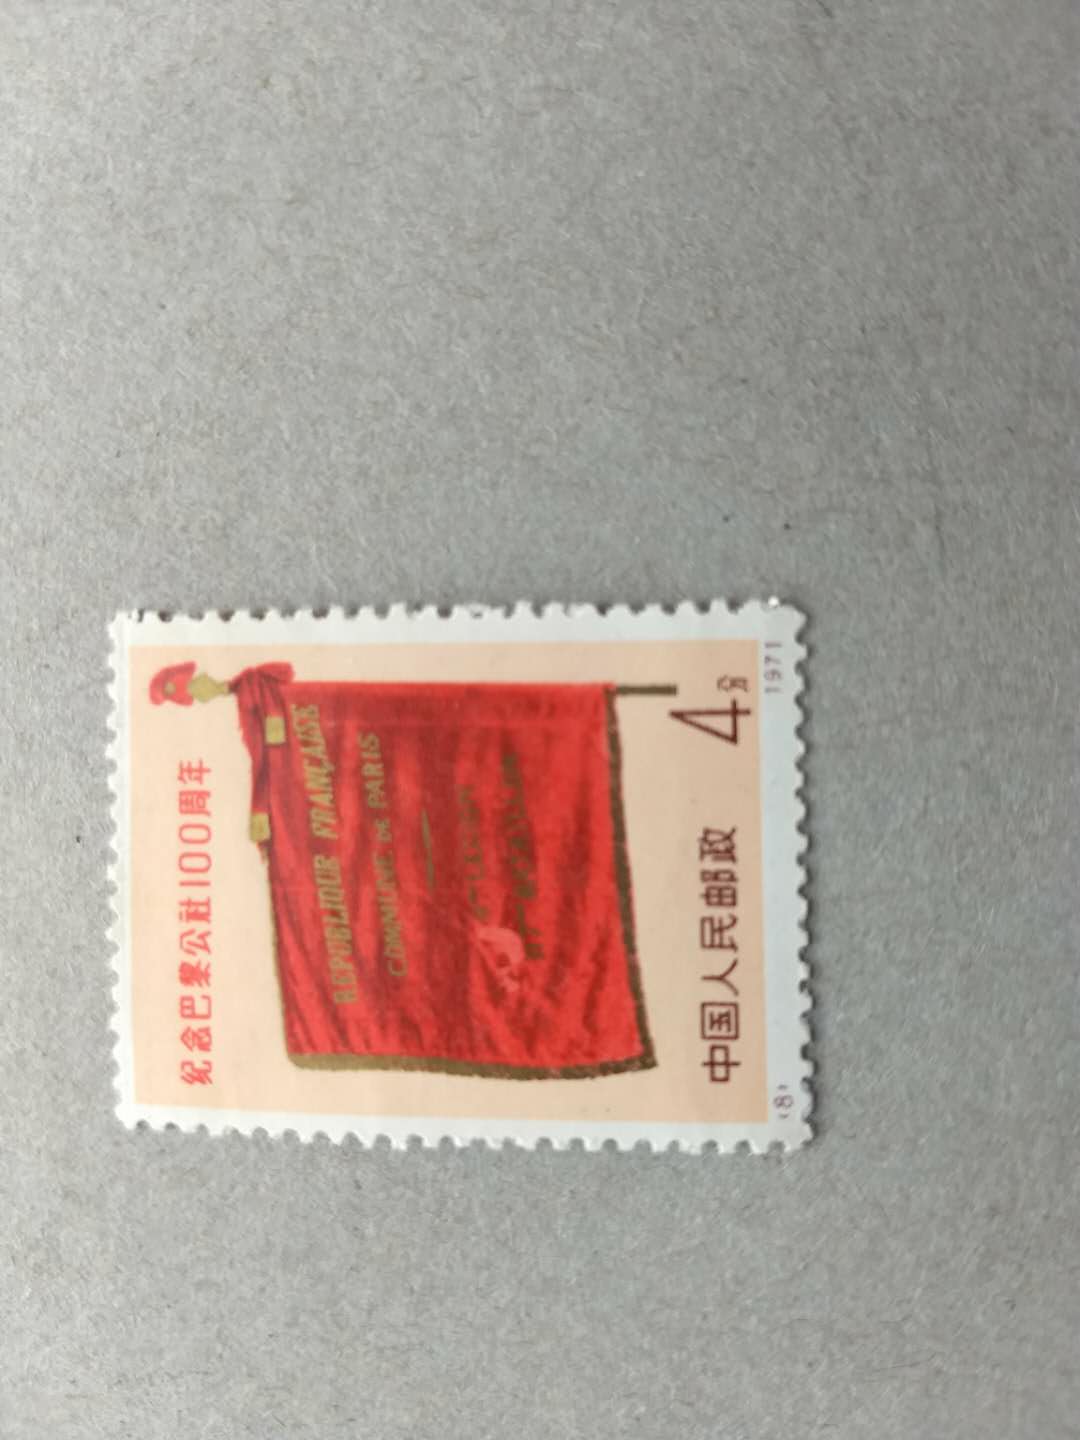 纪念巴黎公社100周年
REPUBLIQUE FRANÇAISE
COMMUNE DE PARIS
中国人民邮政
4分
(8)
1971